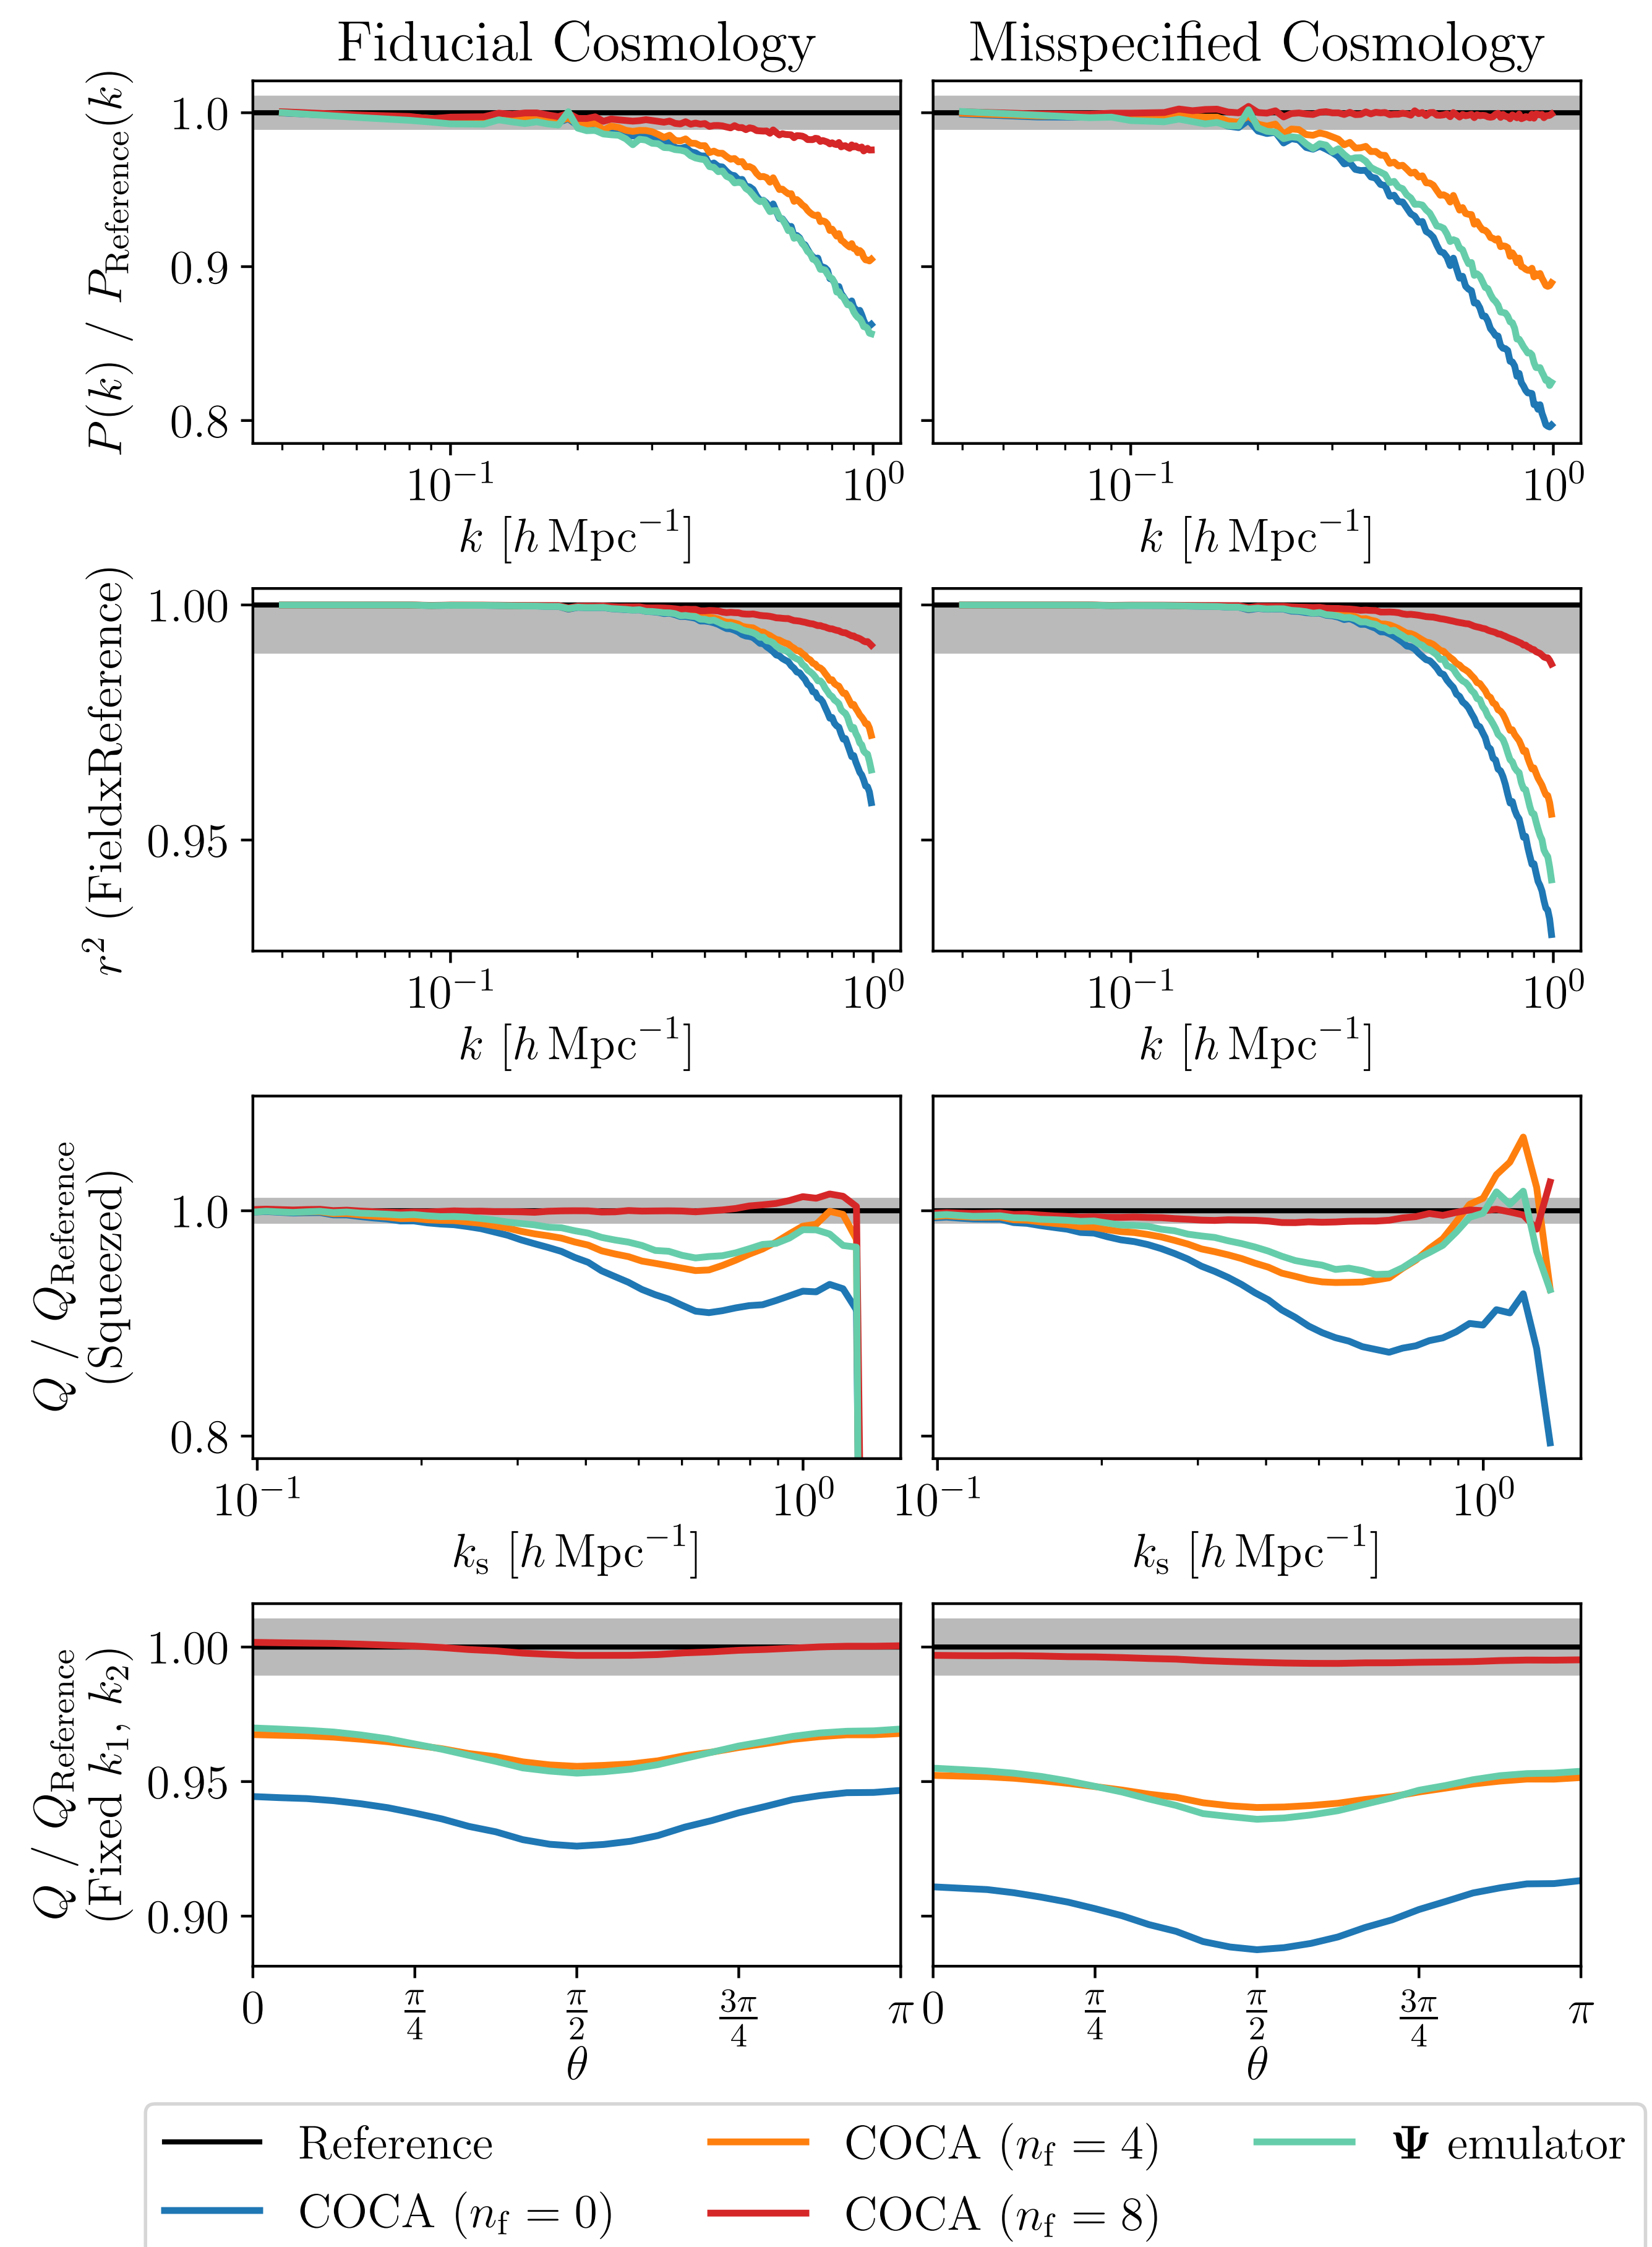 Fiducial Cosmology Misspecified Cosmology
P(k) / P_Reference(k)
1.0
0.9
0.8
10^−1 10^0 10^−1 10^0
k [h Mpc^−1] k [h Mpc^−1]
r^2 (FieldxReference)
1.00
0.95
10^−1 10^0 10^−1 10^0
k [h Mpc^−1] k [h Mpc^−1]
Q / Q_Reference
(Squeezed)
1.0
0.8
10^−1 10^0 10^−1 10^0
k_s [h Mpc^−1] k_s [h Mpc^−1]
Q / Q_Reference
(Fixed k_1, k_2)
1.00
0.95
0.90
0 π/4 π/2 3π/4 π 0 π/4 π/2 3π/4 π
θ θ
Reference COCA (n_f = 4) Ψ emulator
COCA (n_f = 0) COCA (n_f = 8)